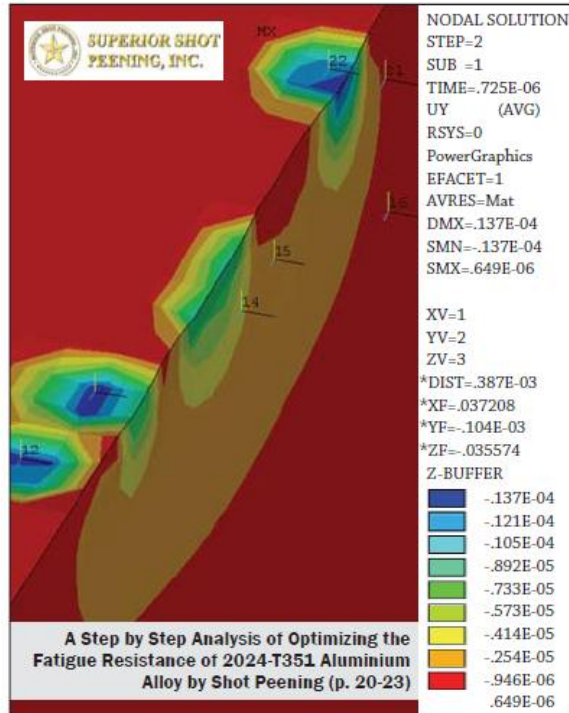 SUPERIOR SHOT
PEENING, INC.
MX
22
21
16
15
14
12
NODAL SOLUTION
STEP=2
SUB =1
TIME=.725E-06
UY (AVG)
RSYS=0
PowerGraphics
EFACET=1
AVRES=Mat
DMX=.137E-04
SMN=-.137E-04
SMX=.649E-06
XV=1
YV=2
ZV=3
*DIST=.387E-03
*XF=.037208
*YF=-.104E-03
*ZF=-.035574
Z-BUFFER
-.137E-04
-.121E-04
-.105E-04
-.892E-05
-.733E-05
-.573E-05
-.414E-05
-.254E-05
-.946E-06
.649E-06
A Step by Step Analysis of Optimizing the
Fatigue Resistance of 2024-T351 Aluminium
Alloy by Shot Peening (p. 20-23)